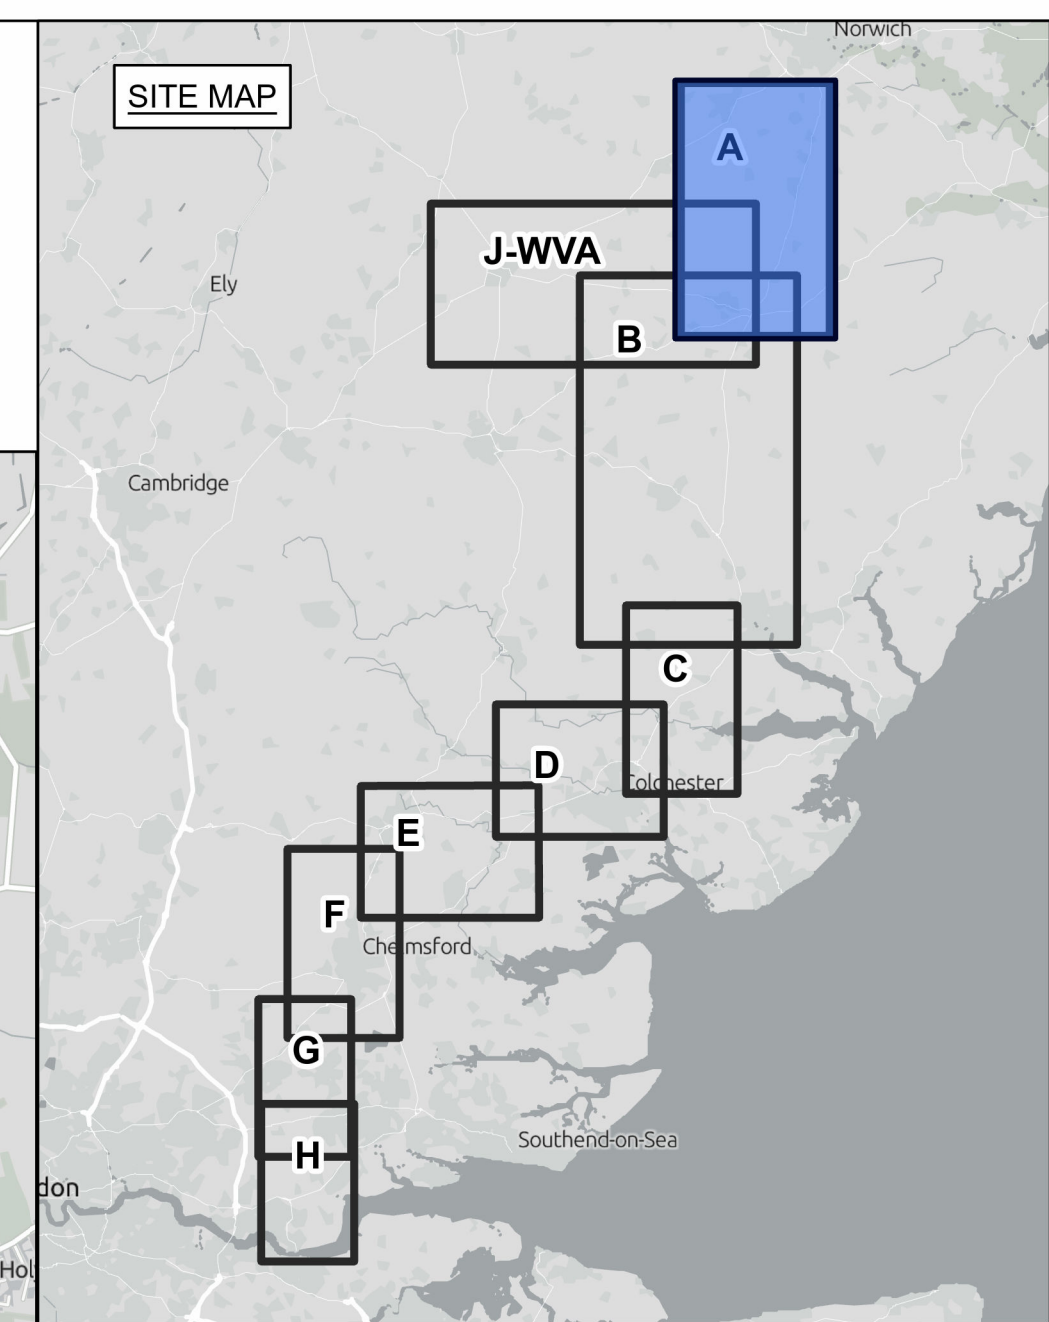 Norwich
SITE MAP
A
J-WVA
Ely
B
Cambridge
C
D
Colchester
E
F
Chelmsford
G
Southend-on-Sea
H
don
Hol